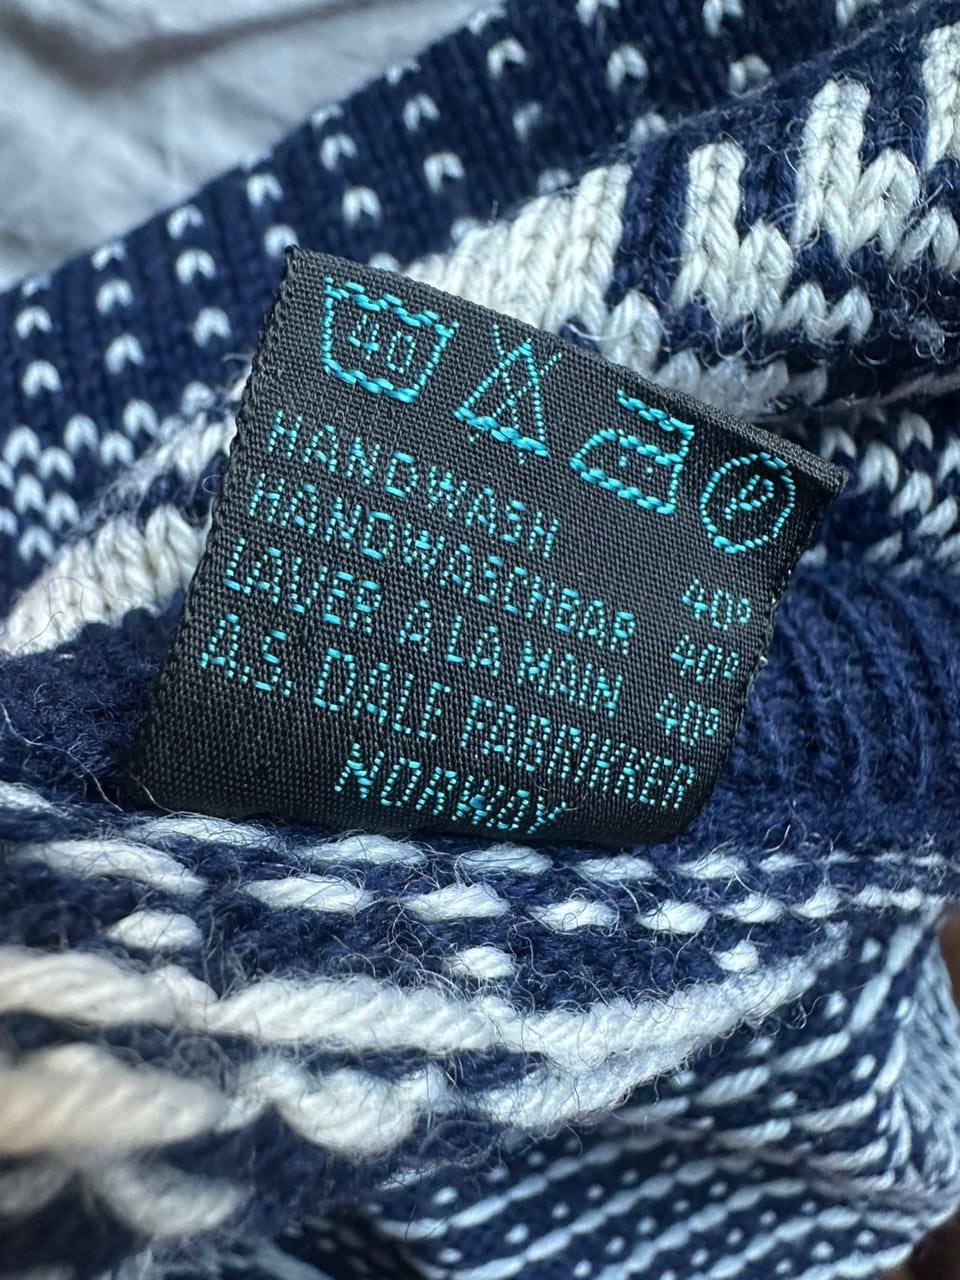 40 P
HANDWASH 40°
HANDWASCHBAR 40°
LAVER A LA MAIN 40°
A.S. DALE FABRIKKER
NORWAY